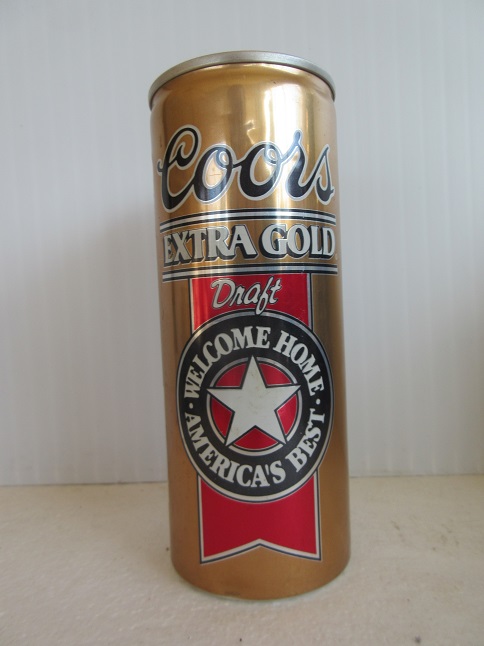 Coors
EXTRA GOLD
Draft
· WELCOME HOME ·
AMERICA'S BEST